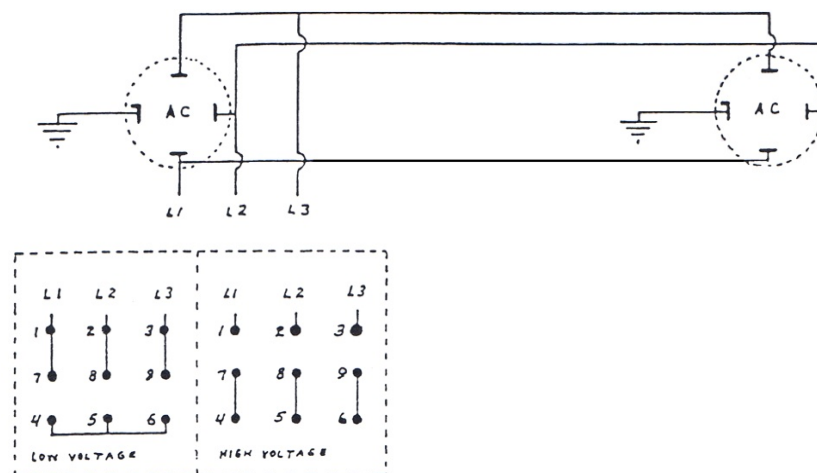 AC AC
L1 L2 L3
L1 L2 L3 L1 L2 L3
1 2 3 1 2 3
7 8 9 7 8 9
4 5 6 4 5 6
LOW VOLTAGE HIGH VOLTAGE